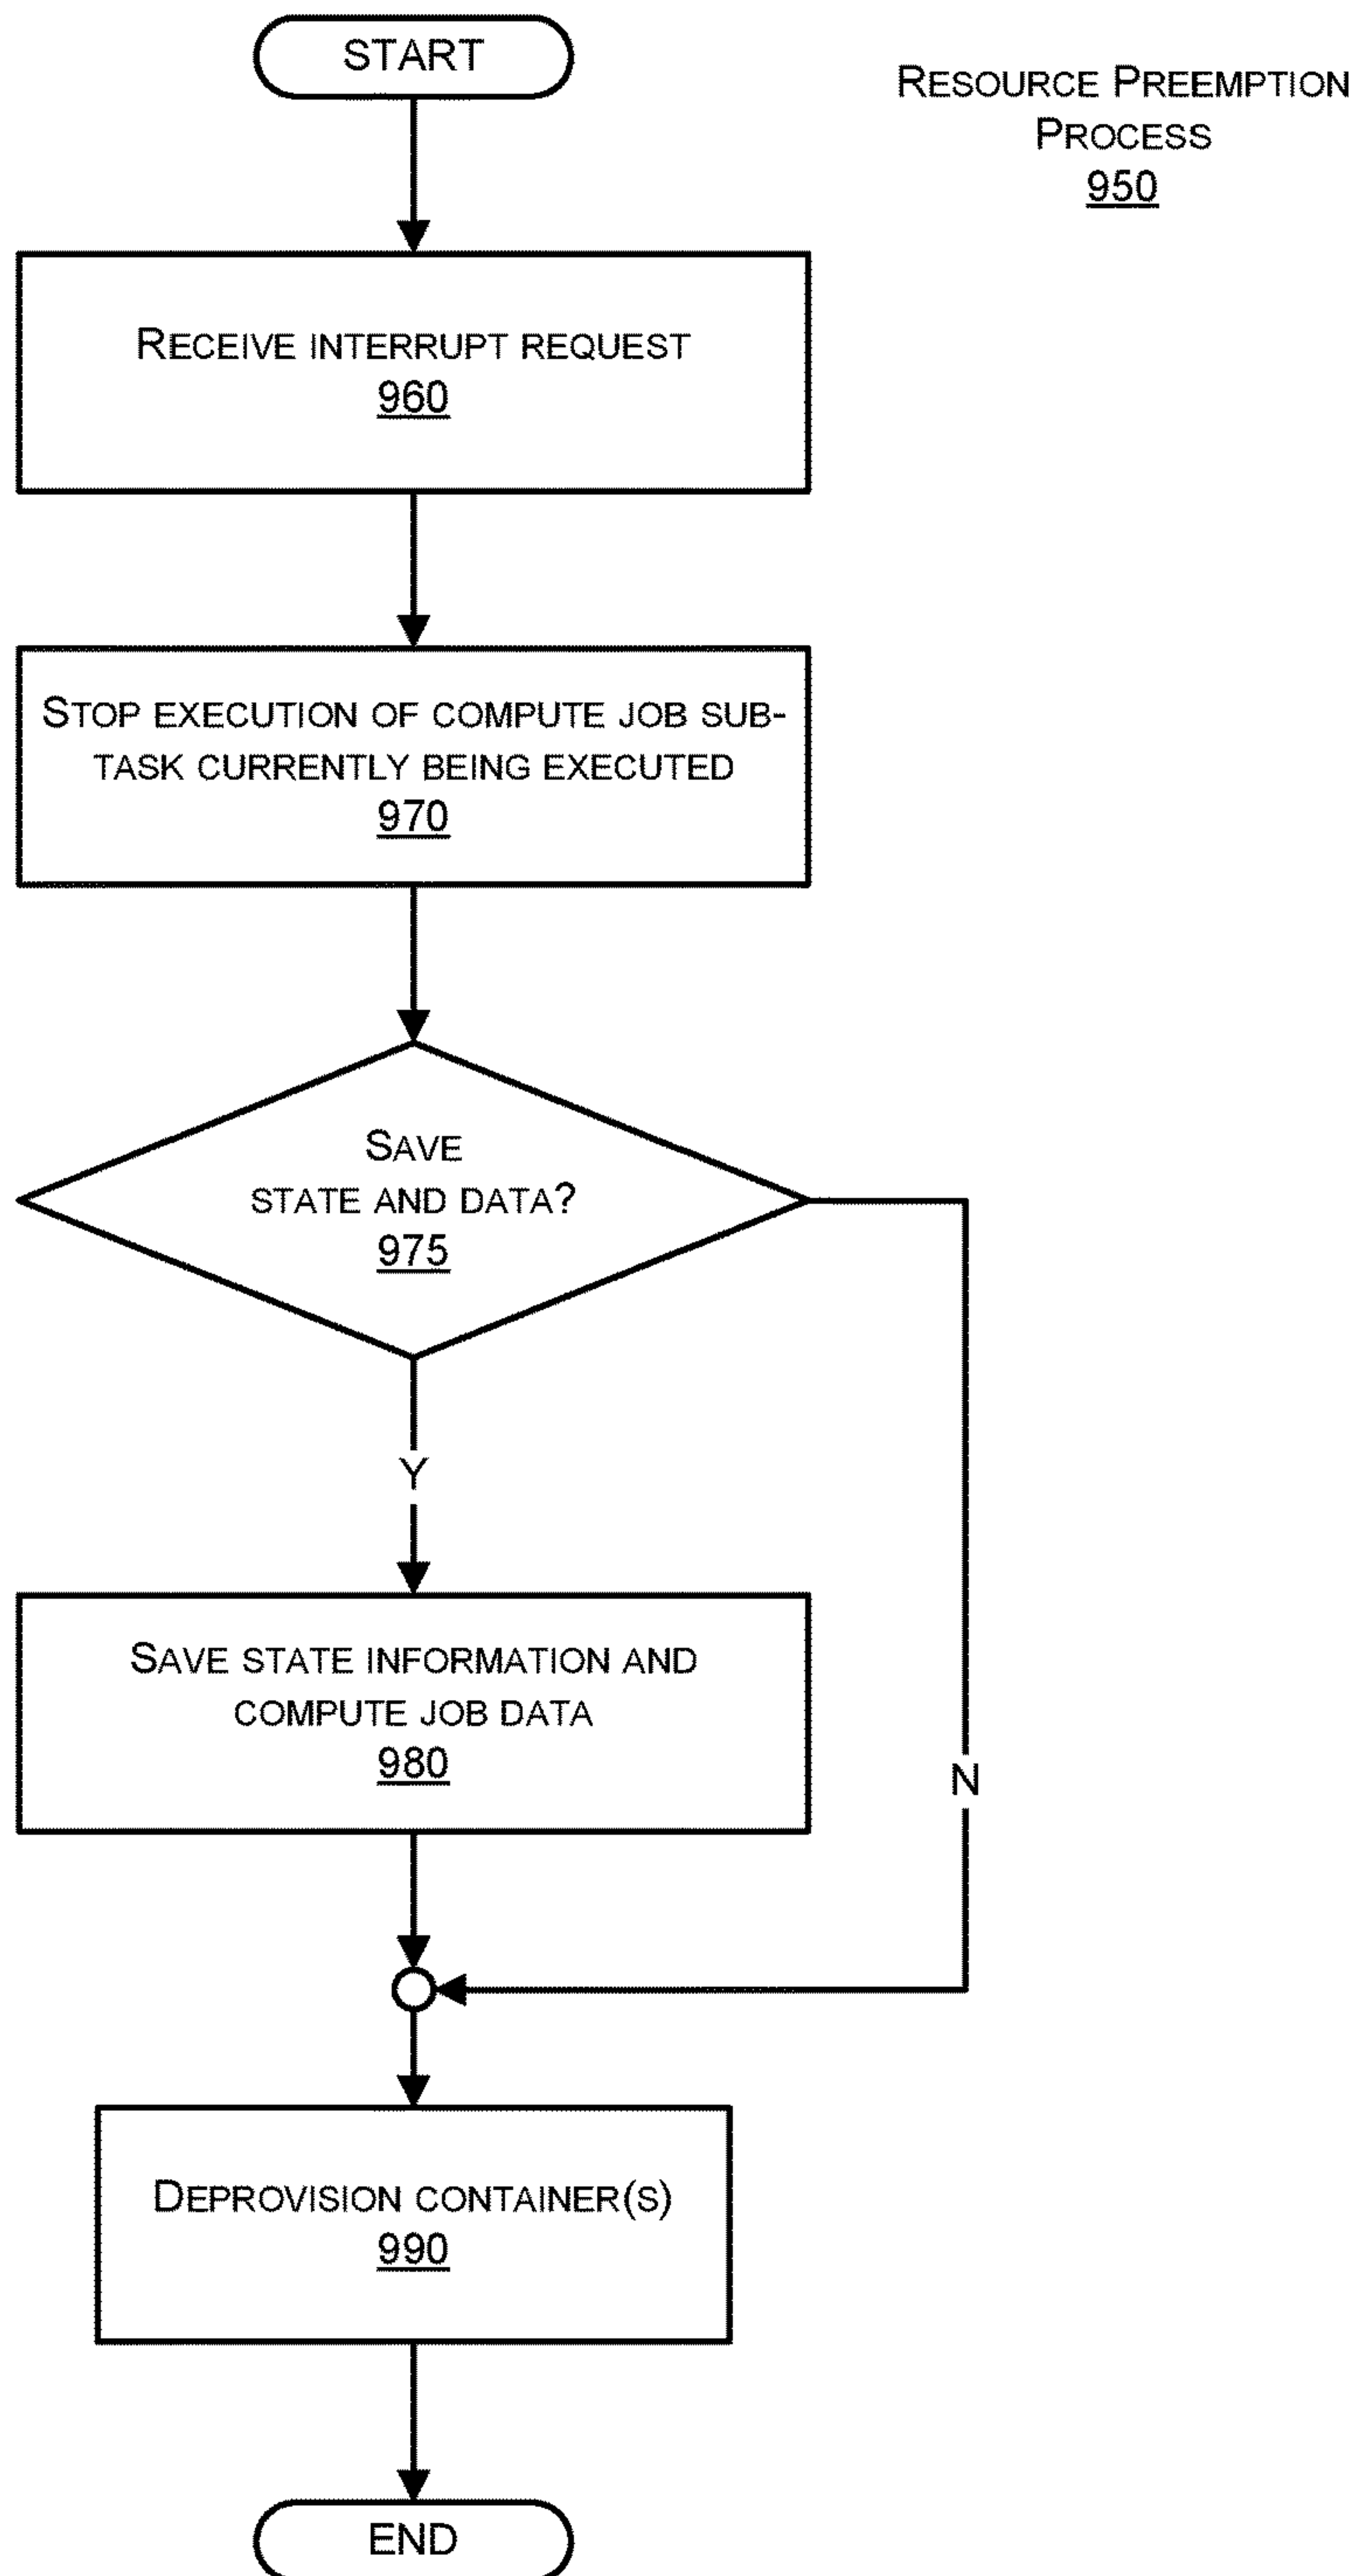 START
RESOURCE PREEMPTION
PROCESS
950
RECEIVE INTERRUPT REQUEST
960
STOP EXECUTION OF COMPUTE JOB SUB-
TASK CURRENTLY BEING EXECUTED
970
SAVE
STATE AND DATA?
975
Y
SAVE STATE INFORMATION AND
COMPUTE JOB DATA
980
N
DEPROVISION CONTAINER(S)
990
END